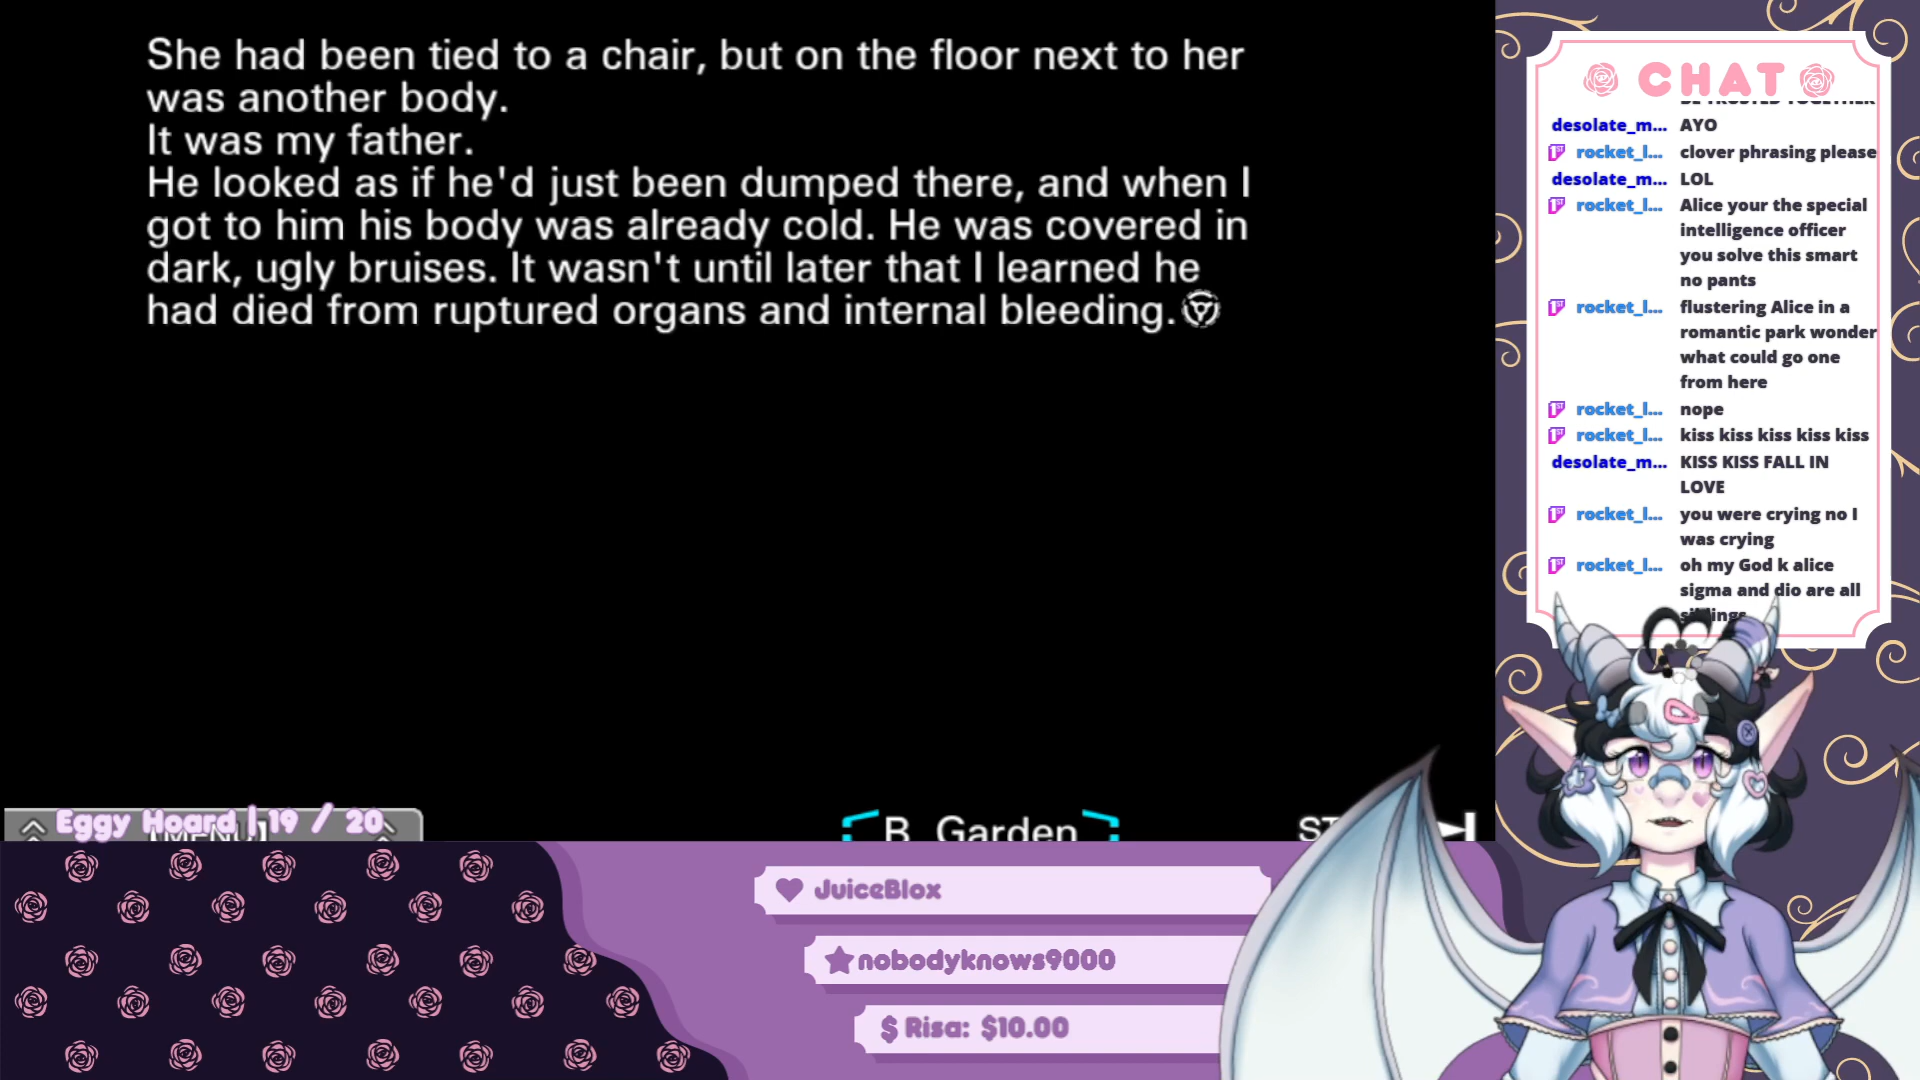 She had been tied to a chair, but on the floor next to her
was another body.
It was my father.
He looked as if he'd just been dumped there, and when I
got to him his body was already cold. He was covered in
dark, ugly bruises. It wasn't until later that I learned he
had died from ruptured organs and internal bleeding.
Eggy Hoard | 19 / 20
[MENU]
B. Garden
ST
CHAT
BE TRUSTED TOGETHER
desolate_m... AYO
rocket_l... clover phrasing please
desolate_m... LOL
rocket_l... Alice your the special
intelligence officer
you solve this smart
no pants
rocket_l... flustering Alice in a
romantic park wonder
what could go one
from here
rocket_l... nope
rocket_l... kiss kiss kiss kiss kiss
desolate_m... KISS KISS FALL IN
LOVE
rocket_l... you were crying no I
was crying
rocket_l... oh my God k alice
sigma and dio are all
siblings
JuiceBlox
nobodyknows9000
$ Risa: $10.00